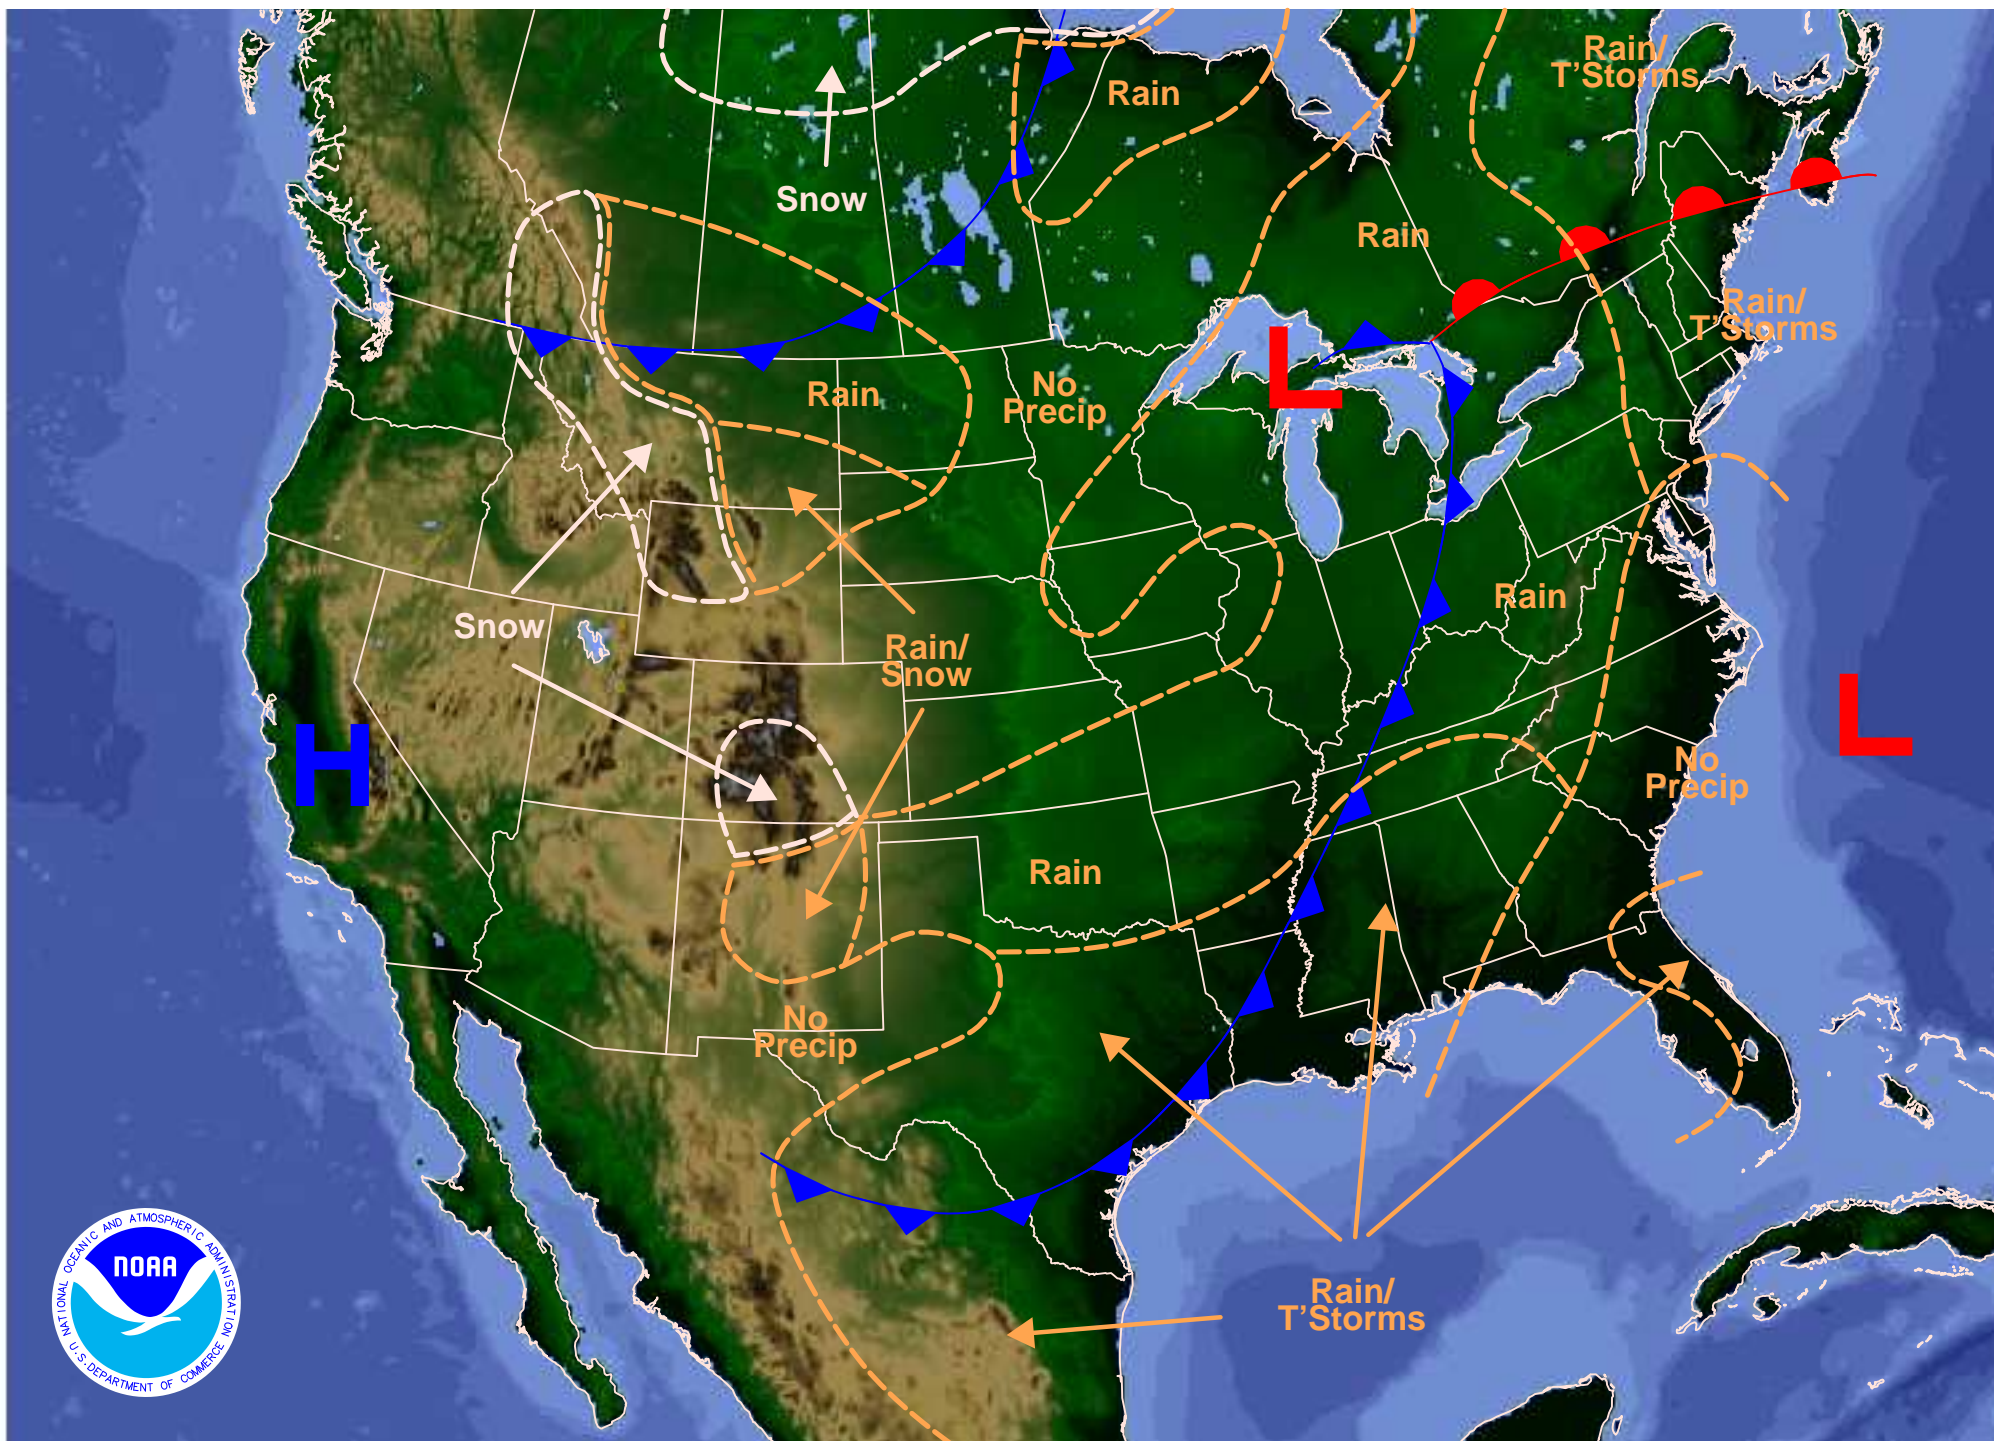 Rain/
T'Storms
Rain
Snow
Rain
Rain/
T'Storms
Rain
No
Precip
Rain
Snow
Rain/
Snow
No
Precip
Rain
No
Precip
Rain/
T'Storms
L
L
H
NATIONAL OCEANIC AND ATMOSPHERIC ADMINISTRATION
NOAA
U.S. DEPARTMENT OF COMMERCE